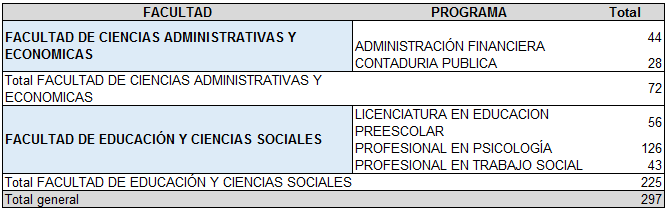 FACULTAD PROGRAMA Total
FACULTAD DE CIENCIAS ADMINISTRATIVAS Y
ECONOMICAS
ADMINISTRACIÓN FINANCIERA 44
CONTADURIA PUBLICA 28
Total FACULTAD DE CIENCIAS ADMINISTRATIVAS Y
ECONOMICAS 72
FACULTAD DE EDUCACIÓN Y CIENCIAS SOCIALES
LICENCIATURA EN EDUCACION
PREESCOLAR 56
PROFESIONAL EN PSICOLOGÍA 126
PROFESIONAL EN TRABAJO SOCIAL 43
Total FACULTAD DE EDUCACIÓN Y CIENCIAS SOCIALES 225
Total general 297